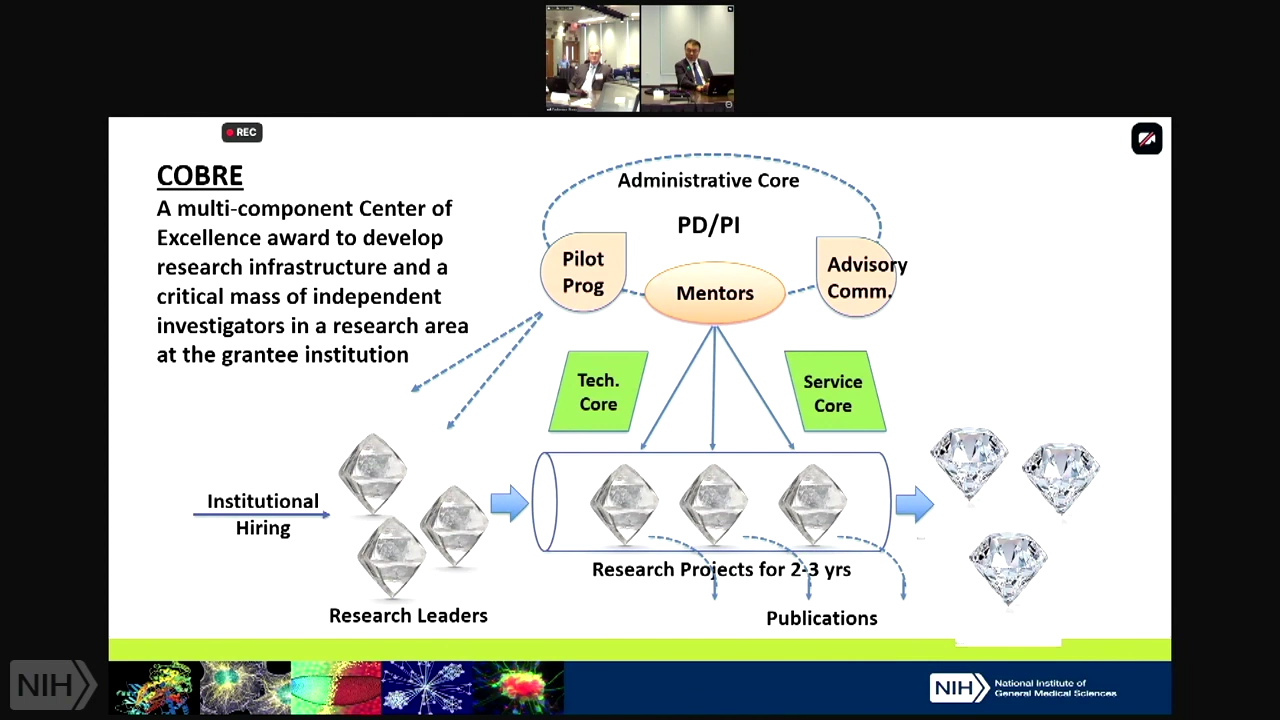 REC
COBRE
A multi-component Center of
Excellence award to develop
research infrastructure and a
critical mass of independent
investigators in a research area
at the grantee institution
Administrative Core
PD/PI
Pilot
Prog
Mentors
Advisory
Comm.
Tech.
Core
Service
Core
Institutional
Hiring
Research Leaders
Research Projects for 2-3 yrs
Publications
NIH
NIH
National Institute of
General Medical Sciences